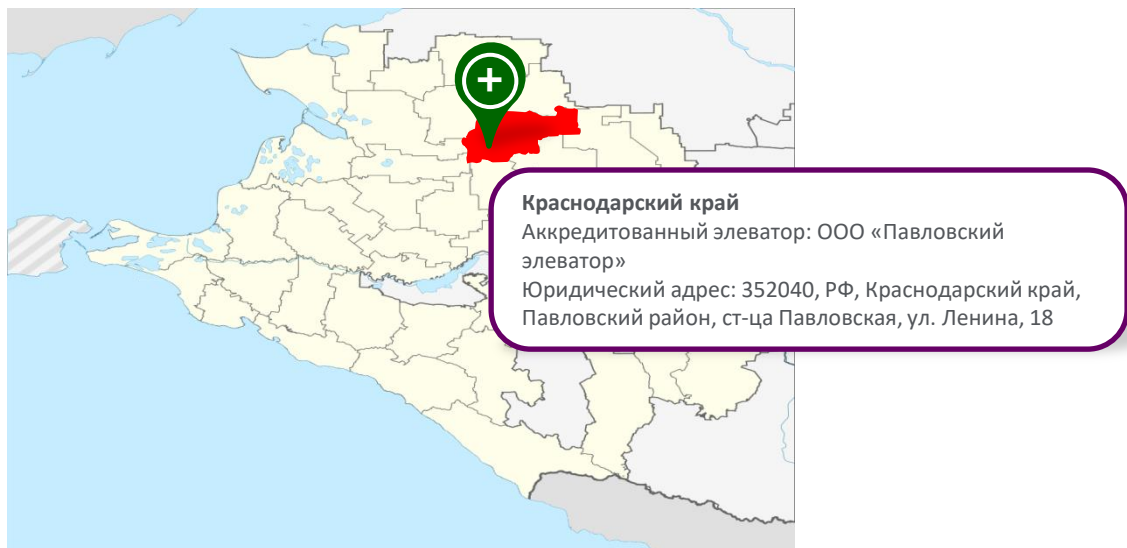 Краснодарский край
Аккредитованный элеватор: ООО «Павловский
элеватор»
Юридический адрес: 352040, РФ, Краснодарский край,
Павловский район, ст-ца Павловская, ул. Ленина, 18